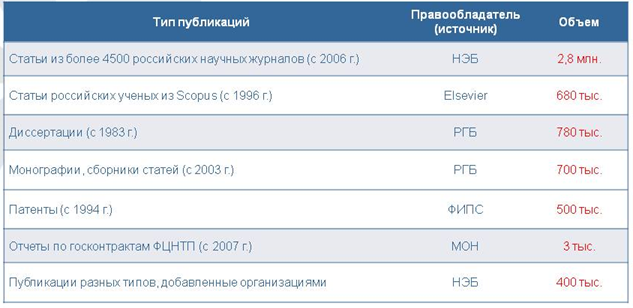 Тип публикаций Правообладатель (источник) Объем
Статьи из более 4500 российских научных журналов (с 2006 г.) НЭБ 2,8 млн.
Статьи российских ученых из Scopus (с 1996 г.) Elsevier 680 тыс.
Диссертации (с 1983 г.) РГБ 780 тыс.
Монографии, сборники статей (с 2003 г.) РГБ 700 тыс.
Патенты (с 1994 г.) ФИПС 500 тыс.
Отчеты по госконтрактам ФЦНТП (с 2007 г.) МОН 3 тыс.
Публикации разных типов, добавленные организациями НЭБ 400 тыс.